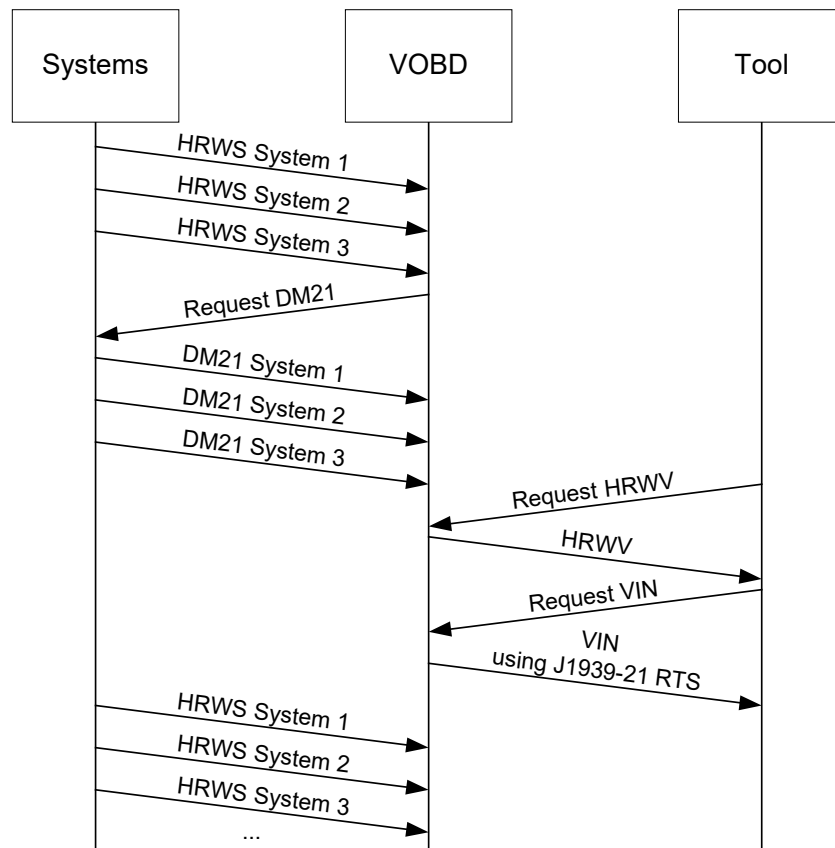 Systems
VOBD
Tool
HRWS System 1
HRWS System 2
HRWS System 3
Request DM21
DM21 System 1
DM21 System 2
DM21 System 3
Request HRWV
HRWV
Request VIN
VIN
using J1939-21 RTS
HRWS System 1
HRWS System 2
HRWS System 3
...